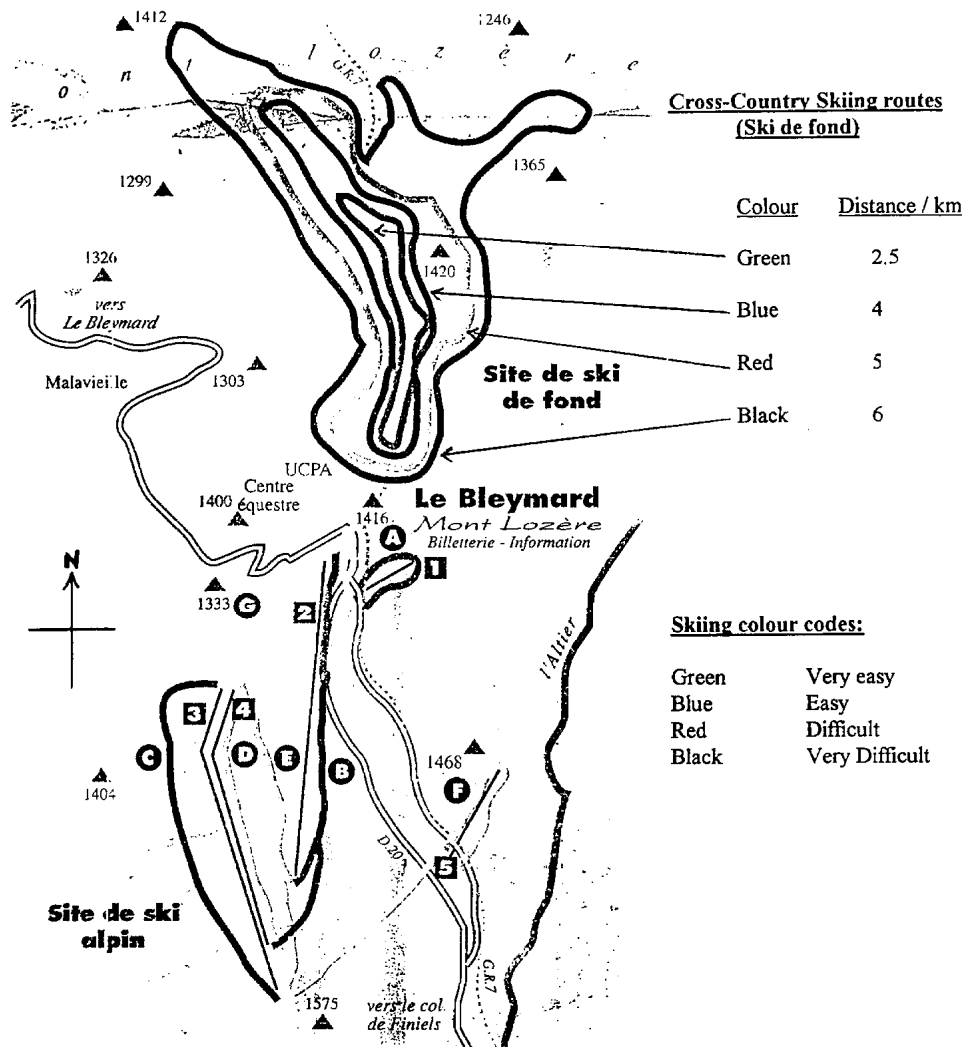 1412
1246
o n t l o z è r e
G.R.7
Cross-Country Skiing routes
(Ski de fond)
1365
1299
Colour Distance / km
Green 2.5
1420
1326
vers
Le Bleymard
Blue 4
Malavieille
1303
Red 5
Site de ski
de fond
Black 6
UCPA
Centre
équestre
1400
1416
Le Bleymard
Mont Lozère
Billetterie - Information
A
1
N
1333
G
2
l'Altier
Skiing colour codes:
Green Very easy
Blue Easy
Red Difficult
Black Very Difficult
3
4
C
D
E
B
1468
F
1404
D.20
5
Site de ski
alpin
G.R.7
1575
vers le col
de Finiels